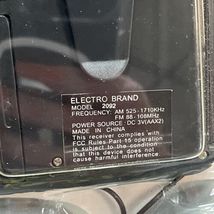 ELECTRO BRAND
MODEL 2092
FREQUENCY: AM 525-1710KHz
FM 88-108MHz
POWER SOURCE: DC 3V(AAX2)
MADE IN CHINA
This receiver complies with
FCC Rules Part 15 operation
is subject to the condition
that this device does not
cause harmful interference.